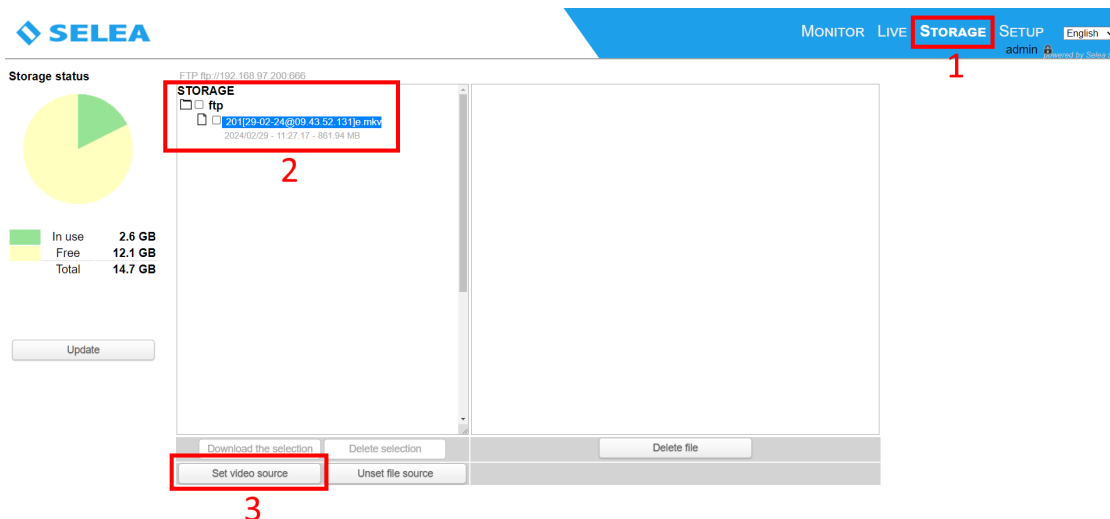 SELEA
MONITOR LIVE STORAGE SETUP English
admin
powered by Selea
1
Storage status
FTP ftp://192.168.97.200:666
STORAGE
ftp
201[29-02-24@09.43.52.131]e.mkv
2024/02/29 - 11.27.17 - 861.94 MB
2
In use 2.6 GB
Free 12.1 GB
Total 14.7 GB
Update
Download the selection Delete selection Delete file
Set video source Unset file source
3